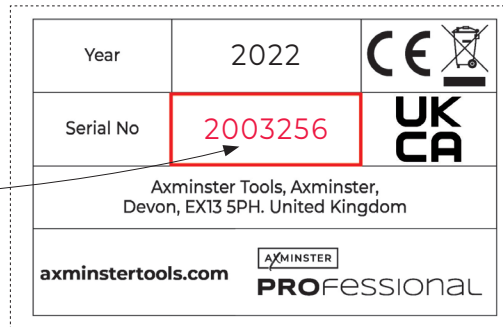 Year 2022 CE
Serial No 2003256 UK
CA
Axminster Tools, Axminster,
Devon, EX13 5PH. United Kingdom
AXMINSTER
axminstertools.com PROFESSIONAL